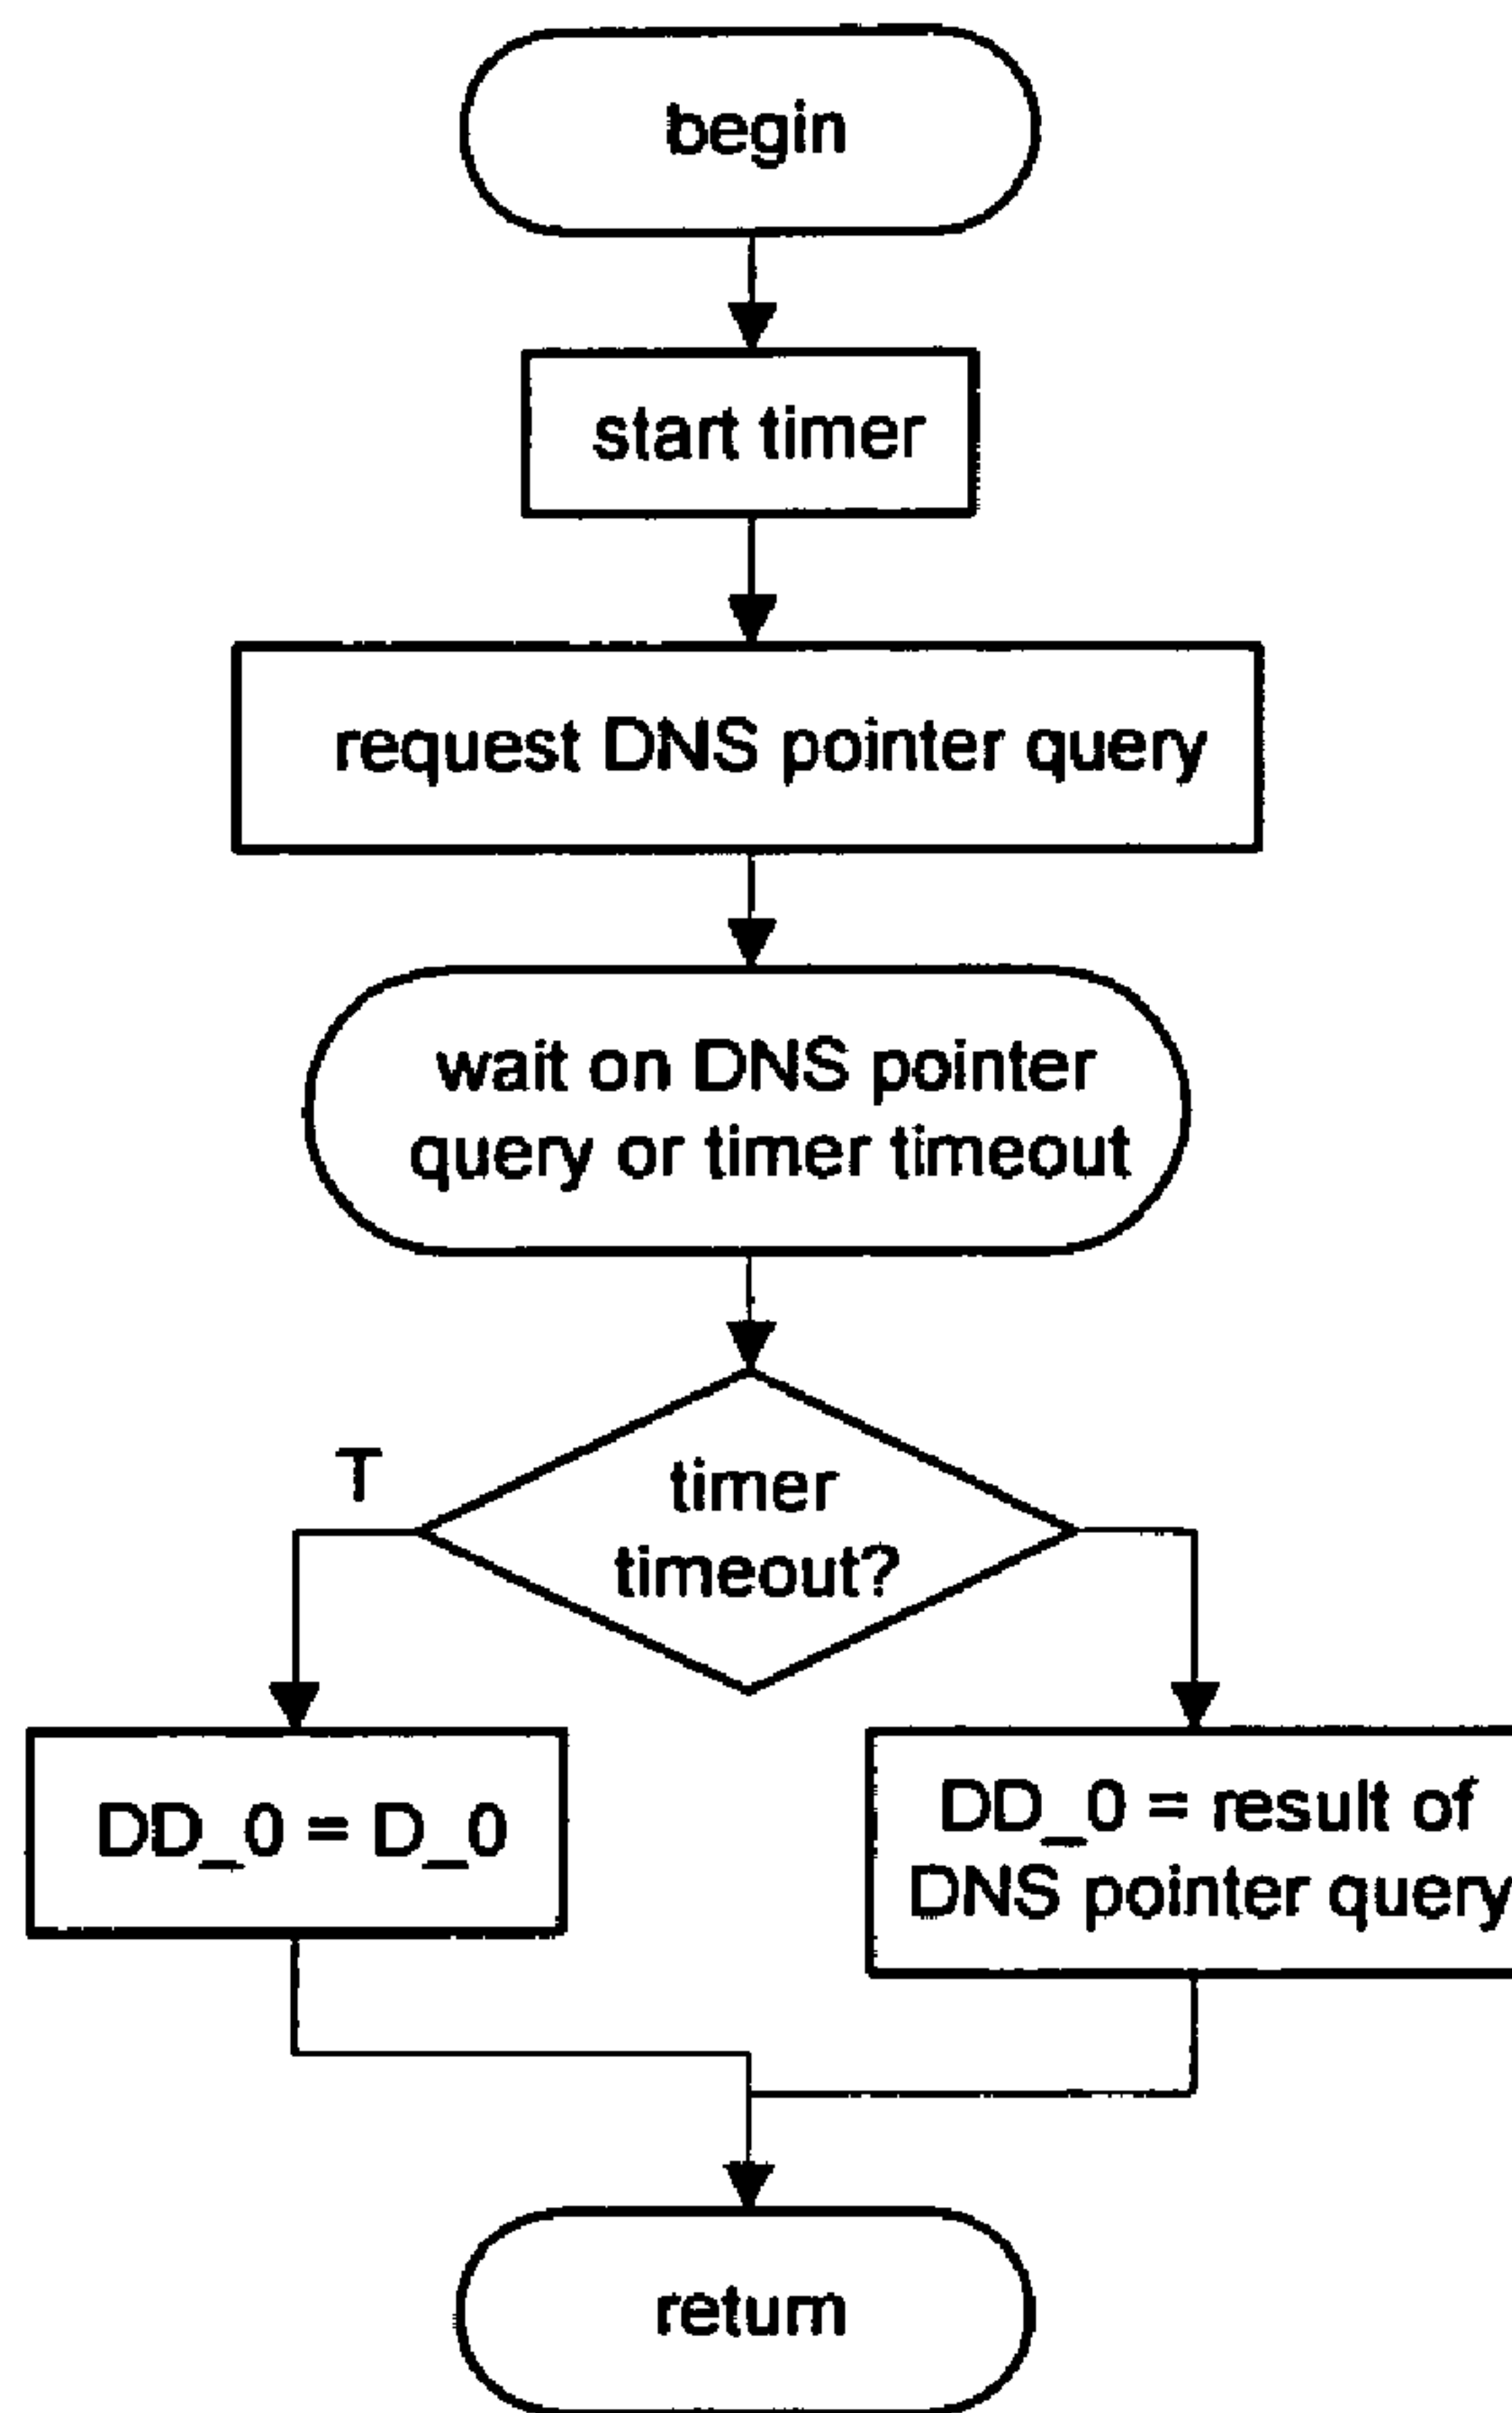 begin
start timer
request DNS pointer query
wait on DNS pointer
query or timer timeout
T
timer
timeout?
DD_0 = D_0
DD_0 = result of
DNS pointer query
return